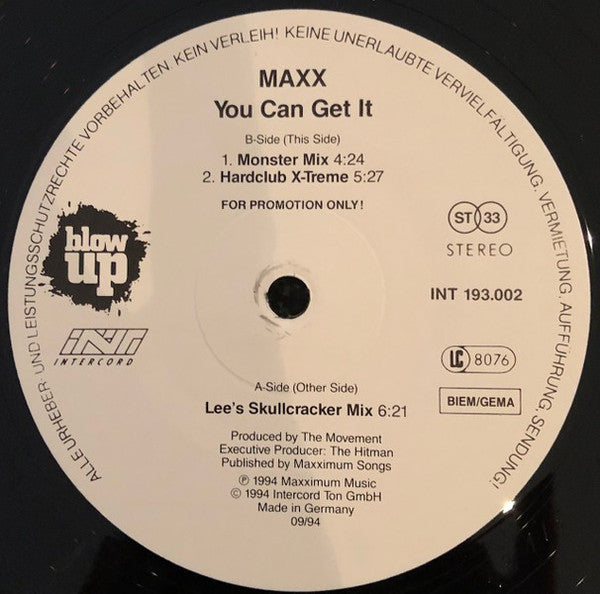 ALLE URHEBER UND LEISTUNGSSCHUTZRECHTE VORBEHALTEN. KEIN VERLEIH! KEINE UNERLAUBTE VERVIELFÄLTIGUNG, VERMIETUNG, AUFFÜHRUNG, SENDUNG!
MAXX
You Can Get It
B-Side (This Side)
1. Monster Mix 4:24
2. Hardclub X-Treme 5:27
FOR PROMOTION ONLY!
blow
up
ST 33
STEREO
INT
INTERCORD
INT 193.002
LC 8076
BIEM/GEMA
A-Side (Other Side)
Lee's Skullcracker Mix 6:21
Produced by The Movement
Executive Producer: The Hitman
Published by Maxximum Songs
℗ 1994 Maxximum Music
© 1994 Intercord Ton GmbH
Made in Germany
09/94